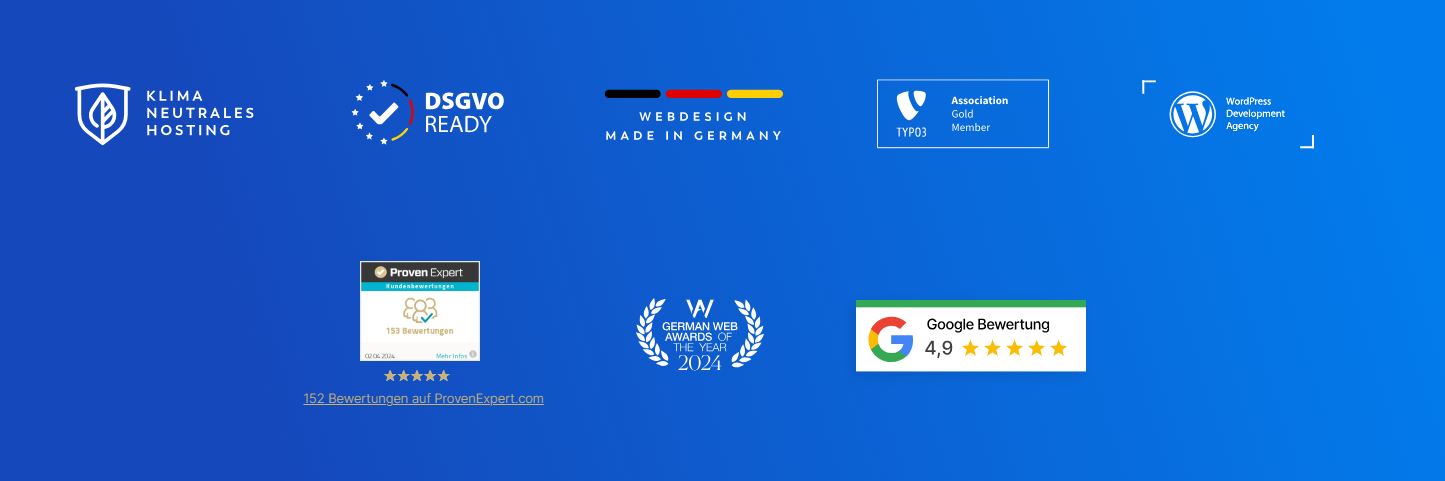 KLIMA
NEUTRALES
HOSTING
DSGVO
READY
WEBDESIGN
MADE IN GERMANY
TYPO3
Association
Gold
Member
WordPress
Development
Agency
Proven Expert
Kundenbewertungen
153 Bewertungen
02.04.2024 Mehr Infos
152 Bewertungen auf ProvenExpert.com
GERMAN WEB
AWARDS OF
THE YEAR
2024
Google Bewertung
4,9